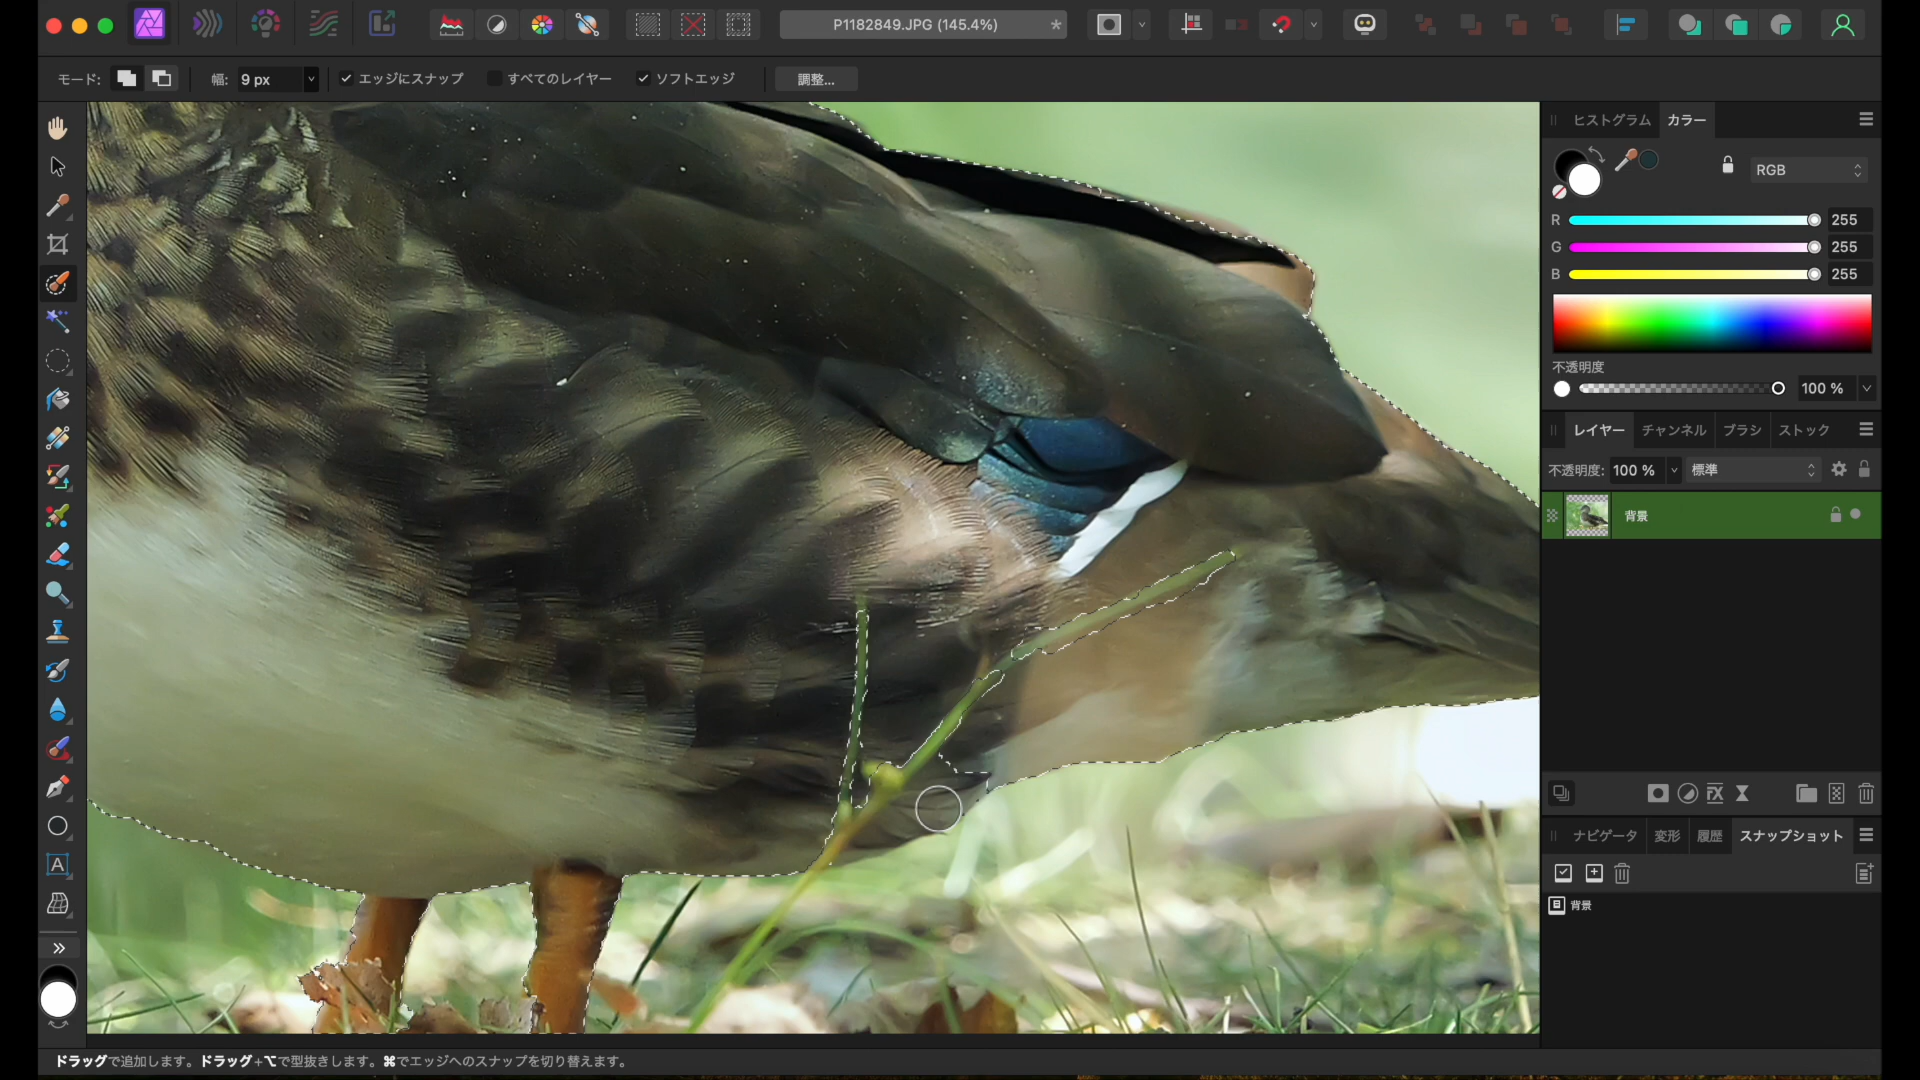 P1182849.JPG (145.4%)
*
モード:
幅: 9 px
エッジにスナップ
すべてのレイヤー
ソフトエッジ
調整...
ヒストグラム カラー
RGB
R 255
G 255
B 255
不透明度
100 %
レイヤー チャンネル ブラシ ストック
不透明度: 100 % 標準
背景
FX
ナビゲータ 変形 履歴 スナップショット
背景
A
ドラッグで追加します。ドラッグ+⌥で型抜きします。⌘でエッジへのスナップを切り替えます。